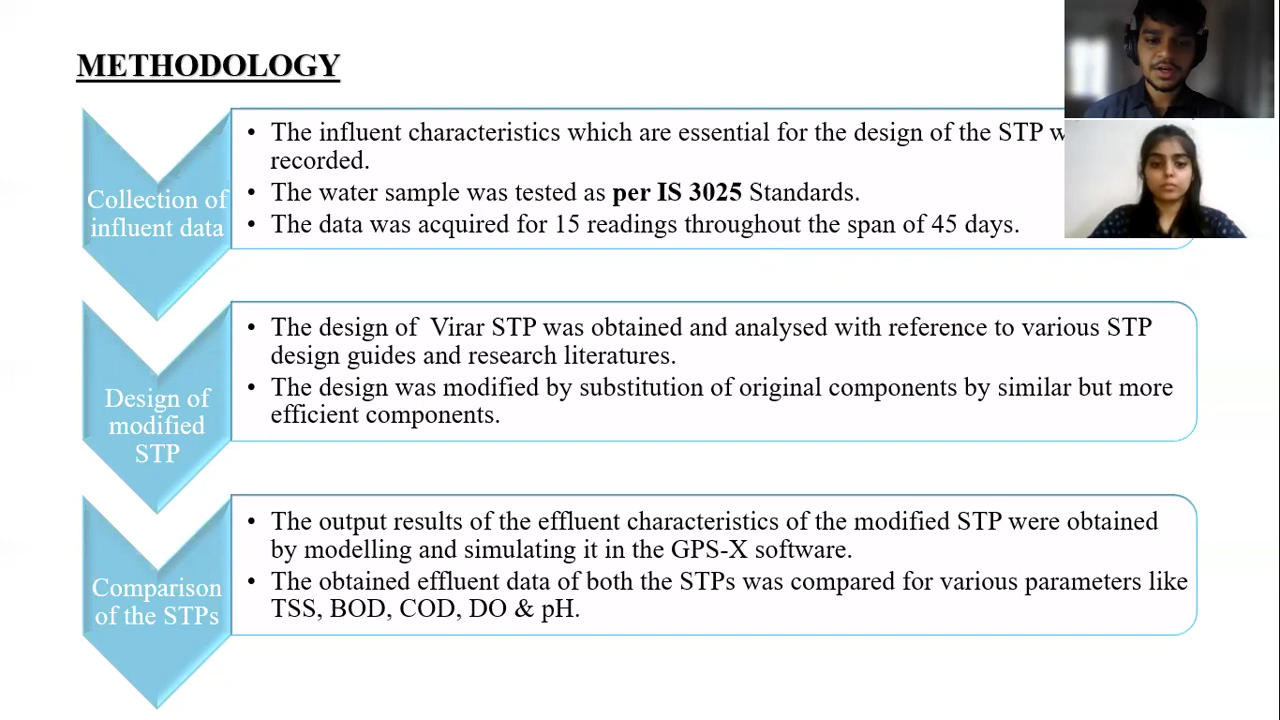 METHODOLOGY
Collection of
influent data
• The influent characteristics which are essential for the design of the STP
recorded.
• The water sample was tested as per IS 3025 Standards.
• The data was acquired for 15 readings throughout the span of 45 days.
Design of
modified
STP
• The design of Virar STP was obtained and analysed with reference to various STP
design guides and research literatures.
• The design was modified by substitution of original components by similar but more
efficient components.
Comparison
of the STPs
• The output results of the effluent characteristics of the modified STP were obtained
by modelling and simulating it in the GPS-X software.
• The obtained effluent data of both the STPs was compared for various parameters like
TSS, BOD, COD, DO & pH.